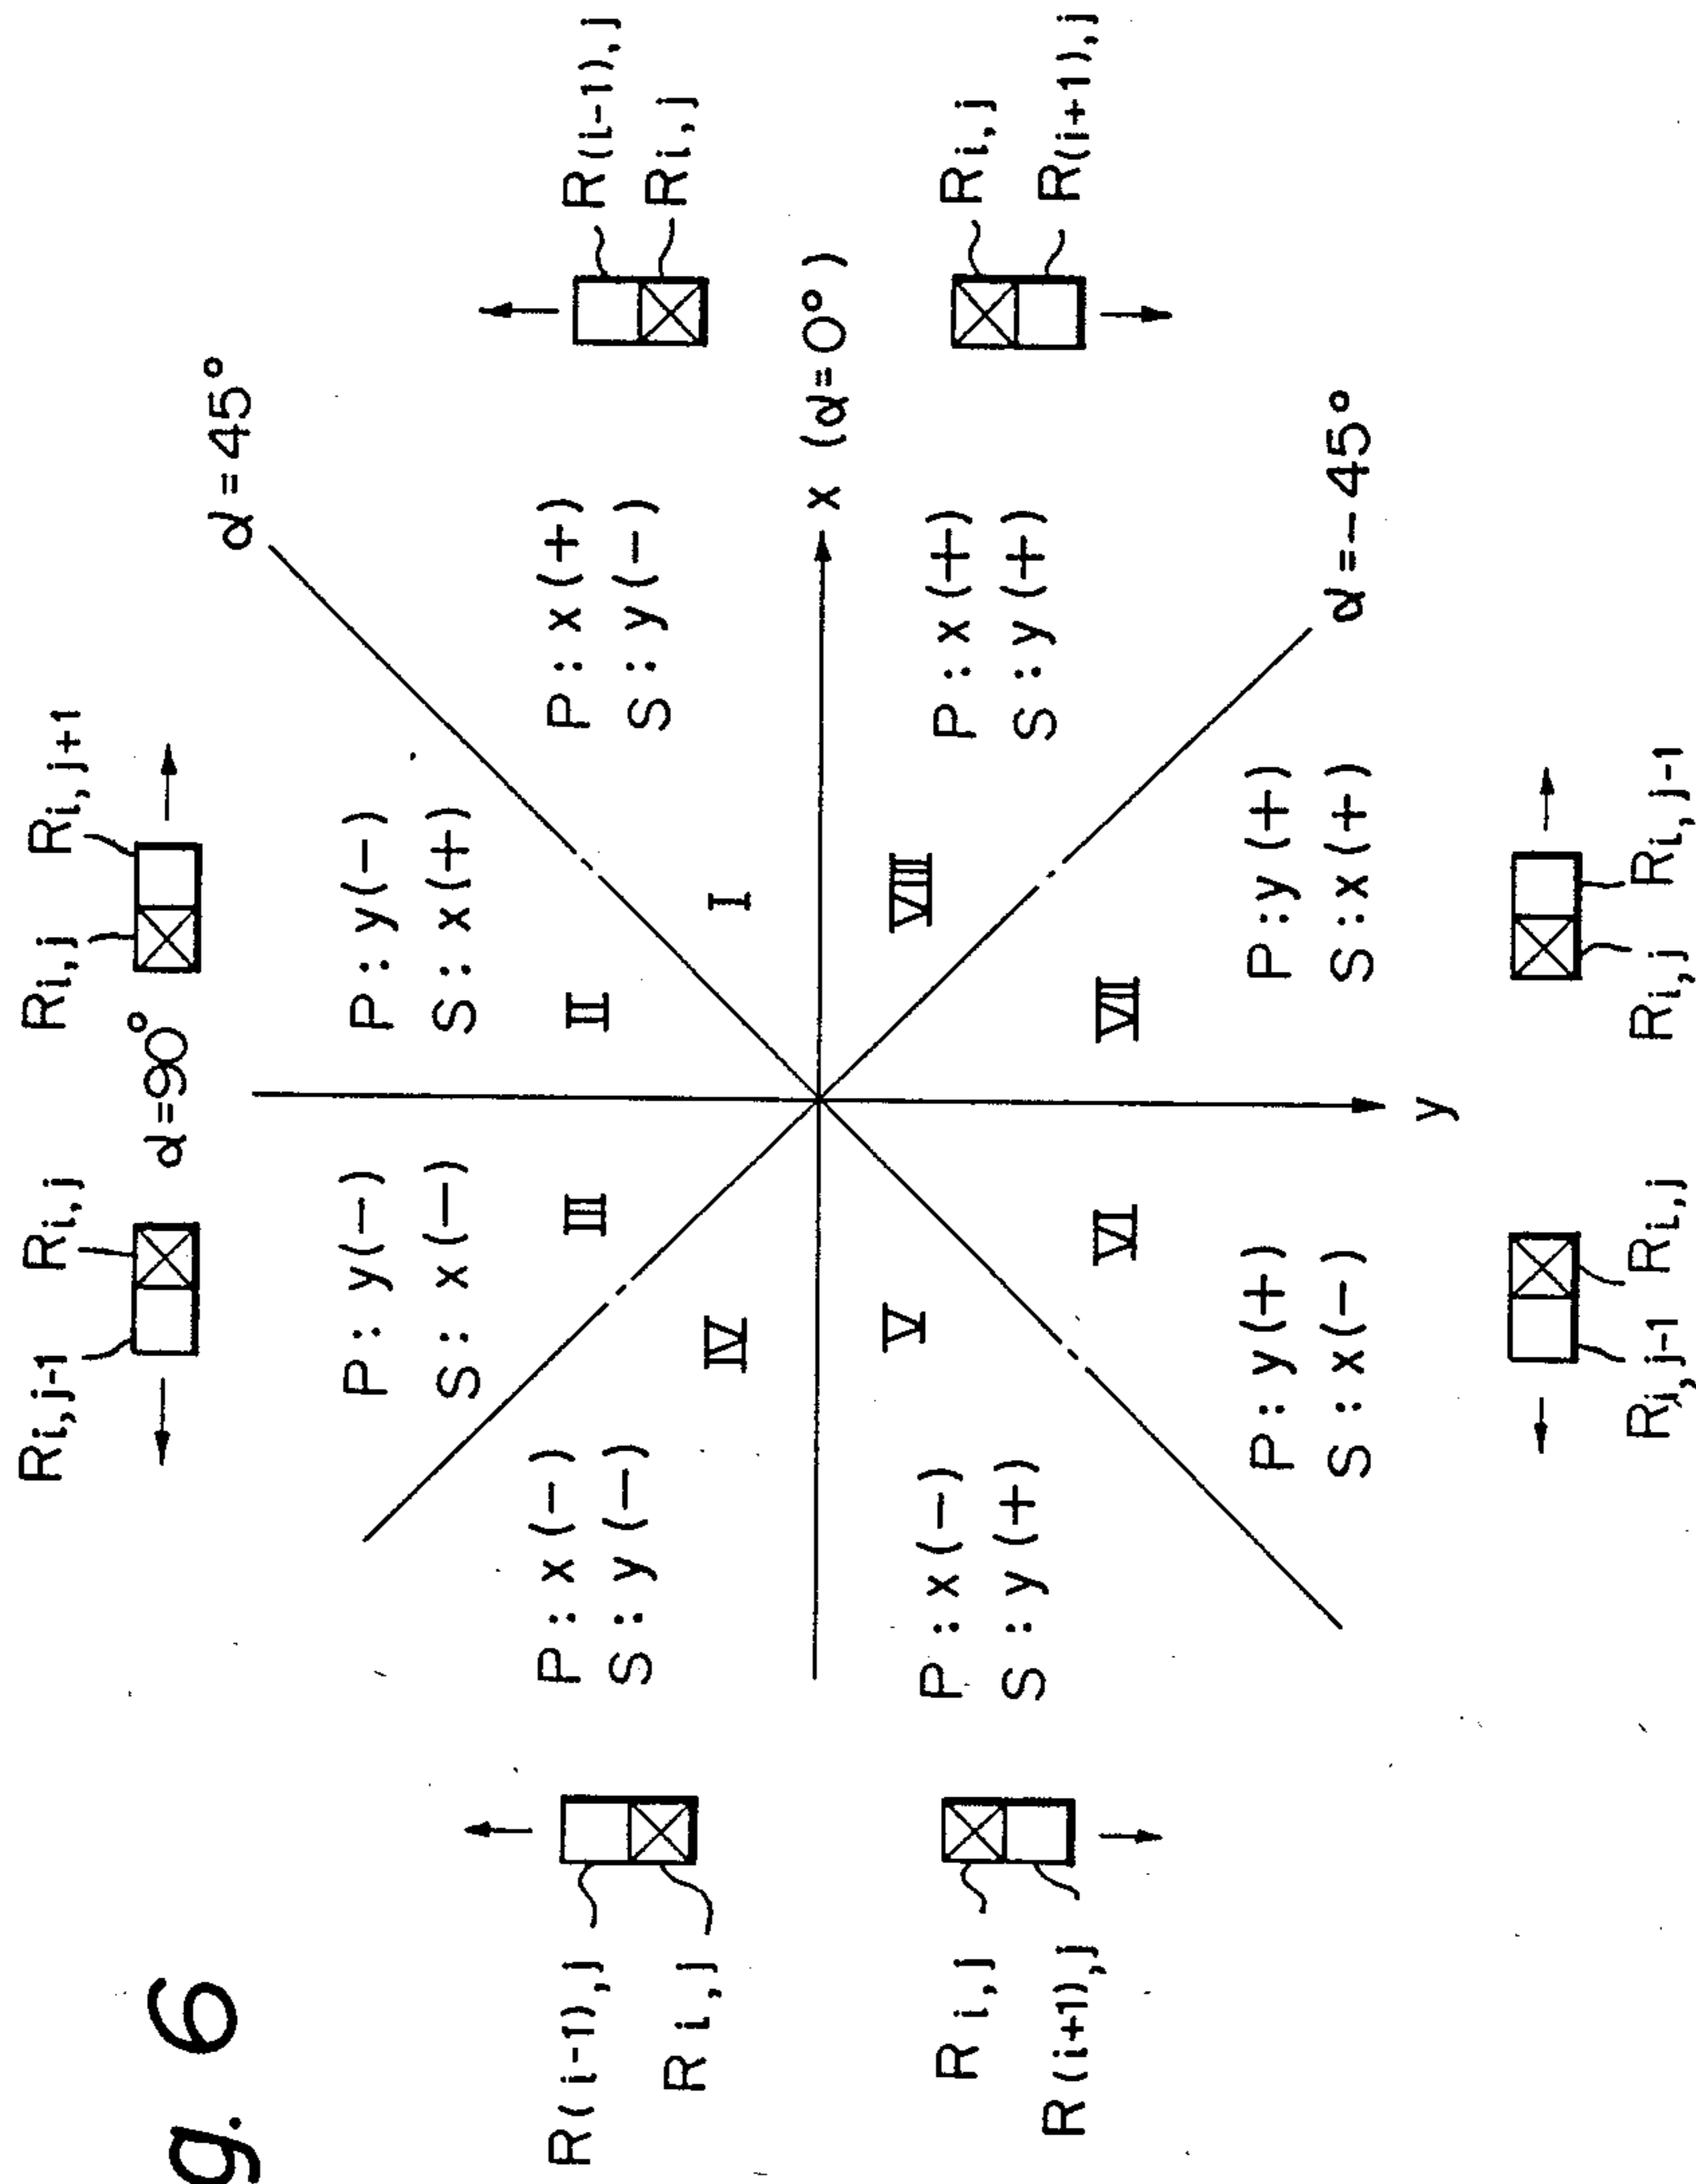 g. 6
Ri,j-1
Ri,j
Ri,j
Ri,j+1
α=90°
α=45°
P: y(−)
S: x(−)
P: y(−)
S: x(+)
III
II
R(i-1),j
Ri,j
P: x(−)
S: y(−)
P: x(+)
S: y(−)
R(i-1),j
Ri,j
IV
I
x (α=0°)
V
VIII
Ri,j
R(i+1),j
P: x(−)
S: y(+)
P: x(+)
S: y(+)
Ri,j
R(i+1),j
VI
VII
P: y(+)
S: x(−)
P: y(+)
S: x(+)
α=−45°
y
Ri,j-1
Ri,j
Ri,j
Ri,j-1